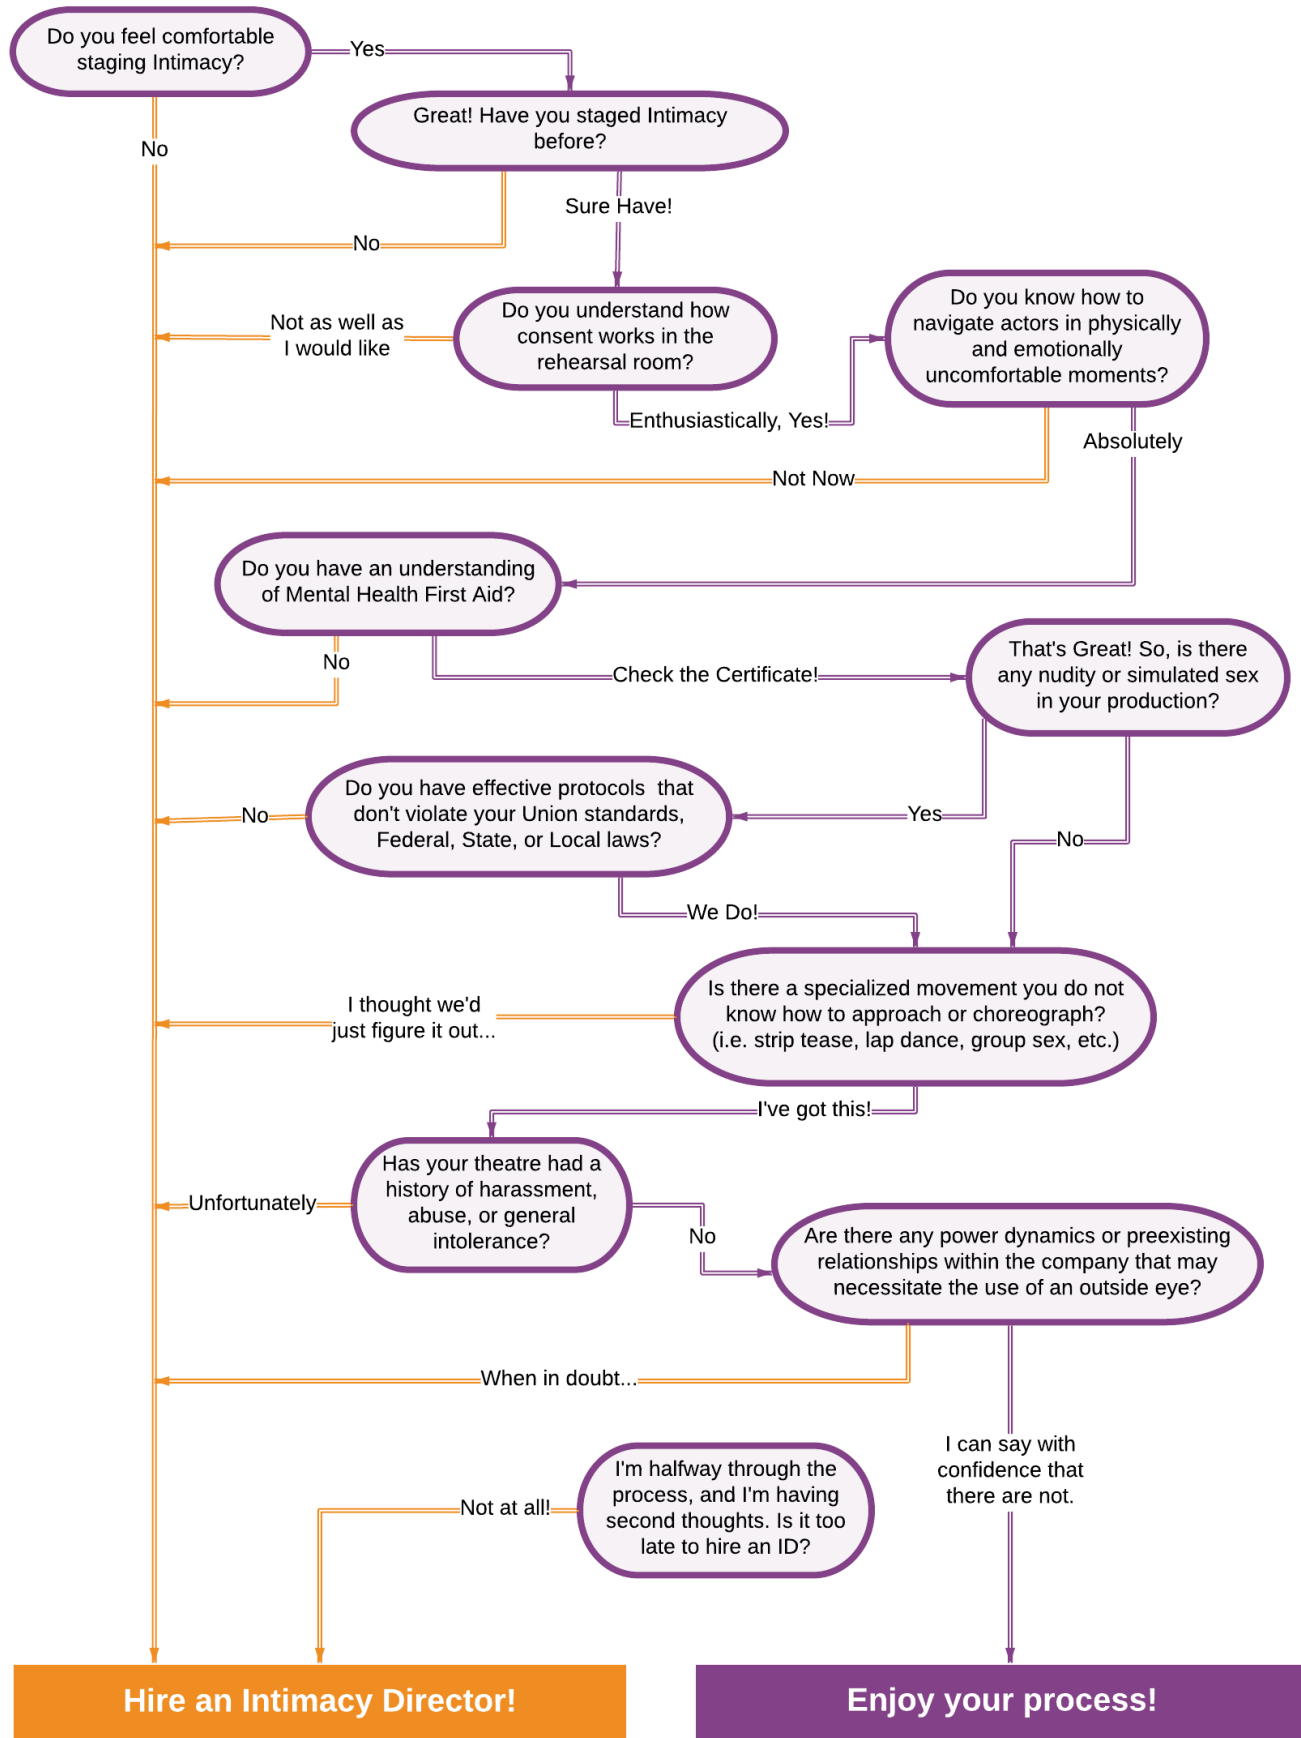 Do you feel comfortable
staging Intimacy?
Yes
Great! Have you staged Intimacy
before?
No
Sure Have!
No
Do you understand how
consent works in the
rehearsal room?
Not as well as
I would like
Enthusiastically, Yes!
Do you know how to
navigate actors in physically
and emotionally
uncomfortable moments?
Absolutely
Not Now
Do you have an understanding
of Mental Health First Aid?
No
Check the Certificate!
That's Great! So, is there
any nudity or simulated sex
in your production?
Yes
No
Do you have effective protocols  that
don't violate your Union standards,
Federal, State, or Local laws?
No
We Do!
Is there a specialized movement you do not
know how to approach or choreograph?
(i.e. strip tease, lap dance, group sex, etc.)
I thought we'd
just figure it out...
I've got this!
Has your theatre had a
history of harassment,
abuse, or general
intolerance?
Unfortunately
No
Are there any power dynamics or preexisting
relationships within the company that may
necessitate the use of an outside eye?
When in doubt...
I can say with
confidence that
there are not.
I'm halfway through the
process, and I'm having
second thoughts. Is it too
late to hire an ID?
Not at all!
Hire an Intimacy Director!
Enjoy your process!